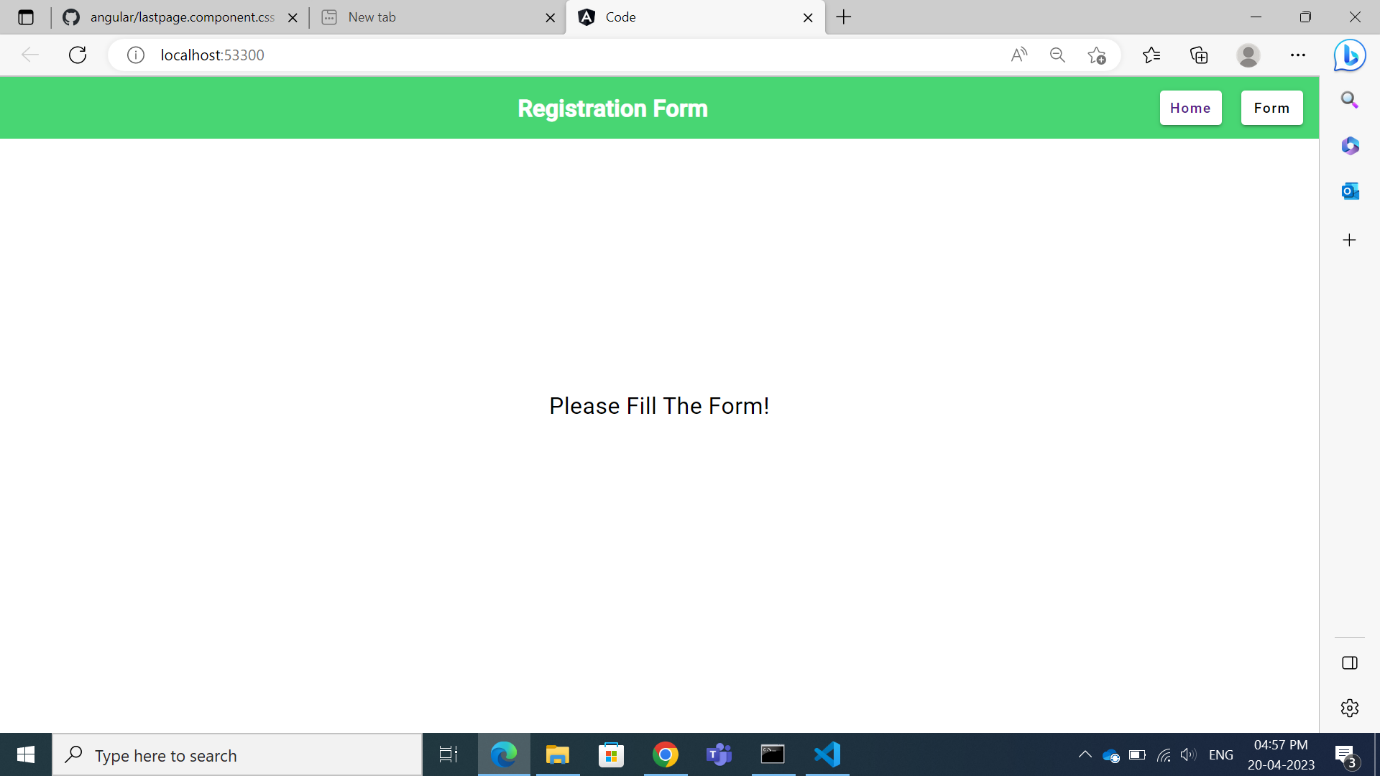 angular/lastpage.component.css
New tab
Code
localhost:53300
Registration Form
Home
Form
Please Fill The Form!
Type here to search
ENG
04:57 PM
20-04-2023
3